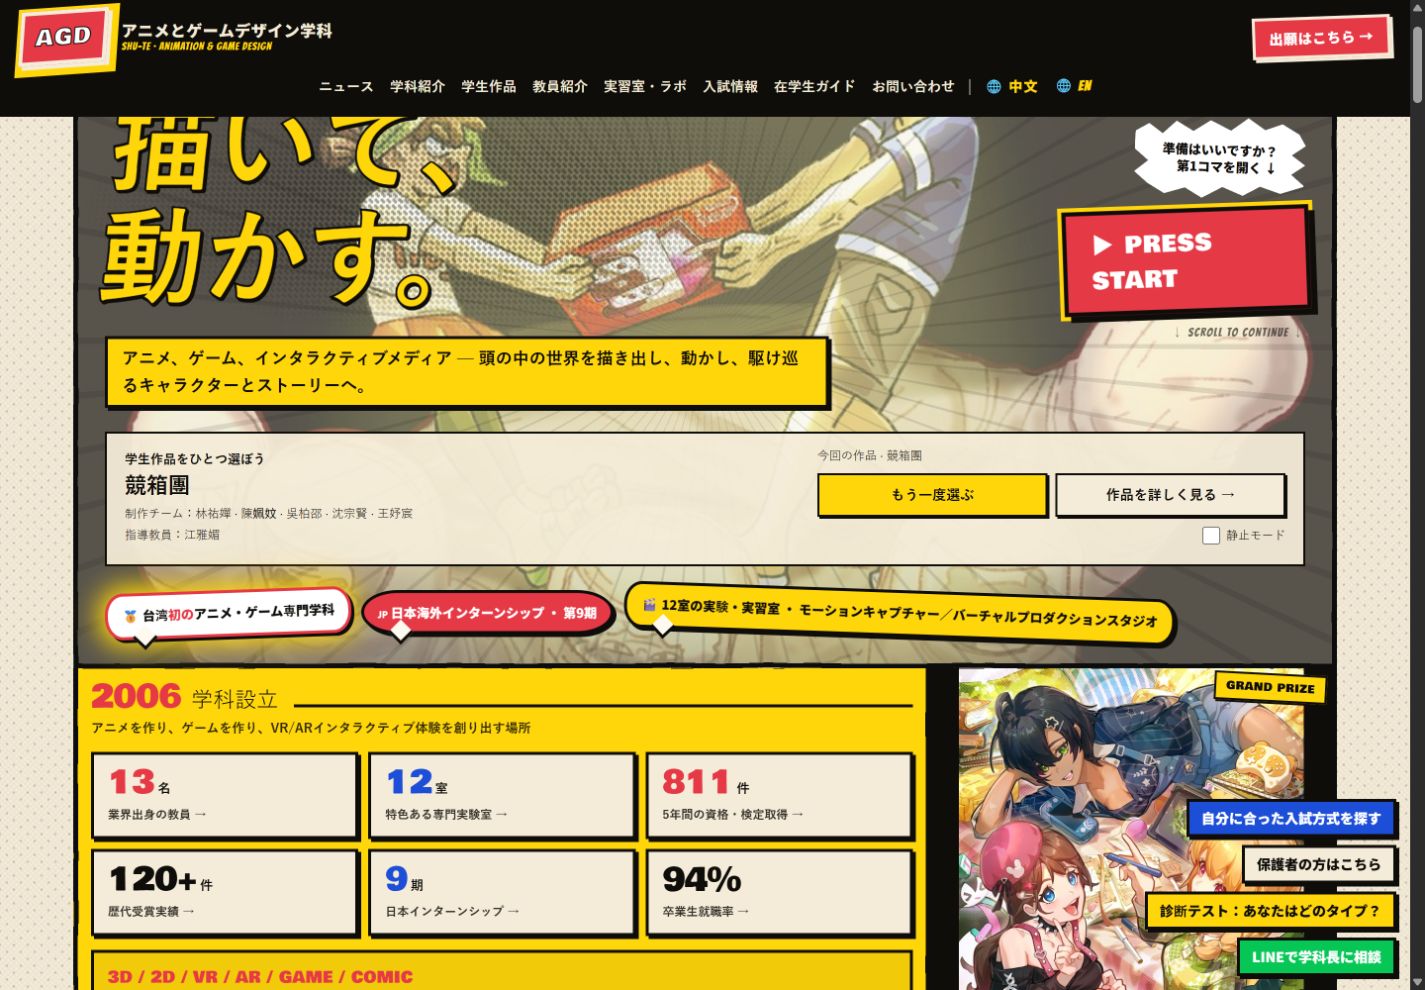 AGD
アニメとゲームデザイン学科
SHU-TE · ANIMATION & GAME DESIGN
出願はこちら →
ニュース 学科紹介 学生作品 教員紹介 実習室・ラボ 入試情報 在学生ガイド お問い合わせ | 中文 EN
描いて、
動かす。
準備はいいですか？
第1コマを開く ↓
▶ PRESS
START
↓ SCROLL TO CONTINUE ↓
アニメ、ゲーム、インタラクティブメディア — 頭の中の世界を描き出し、動かし、駆け巡
るキャラクターとストーリーへ。
学生作品をひとつ選ぼう
競箱團
制作チーム：林祐嬋 · 陳姵妏 · 吳柏邵 · 沈宗賢 · 王妤宸
指導教員：江雅媚
今回の作品 · 競箱團
もう一度選ぶ
作品を詳しく見る →
静止モード
台湾初のアニメ・ゲーム専門学科
JP 日本海外インターンシップ ・ 第9期
12室の実験・実習室 ・ モーションキャプチャー／バーチャルプロダクションスタジオ
2006 学科設立
アニメを作り、ゲームを作り、VR/ARインタラクティブ体験を創り出す場所
13 名
業界出身の教員 →
12 室
特色ある専門実験室 →
811 件
5年間の資格・検定取得 →
120+ 件
歴代受賞実績 →
9 期
日本インターンシップ →
94%
卒業生就職率 →
3D / 2D / VR / AR / GAME / COMIC
GRAND PRIZE
自分に合った入試方式を探す
保護者の方はこちら
診断テスト：あなたはどのタイプ？
LINEで学科長に相談